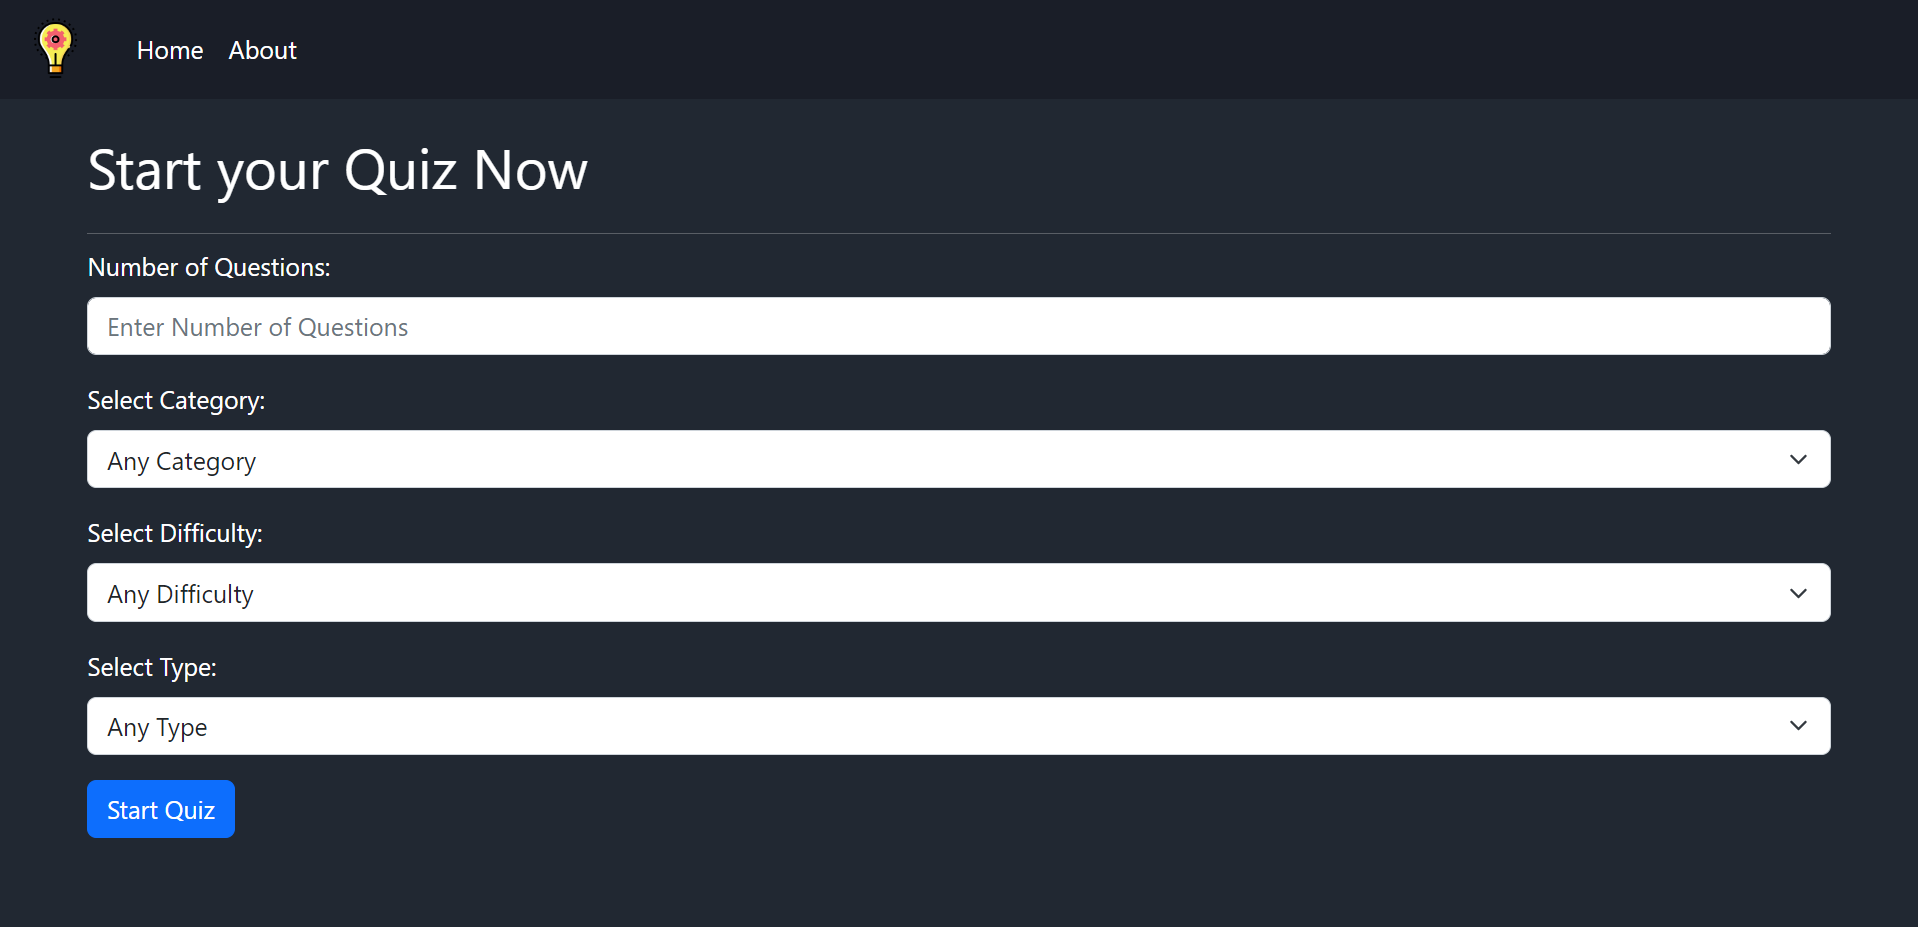 Home About
Start your Quiz Now
Number of Questions:
Enter Number of Questions
Select Category:
Any Category
Select Difficulty:
Any Difficulty
Select Type:
Any Type
Start Quiz